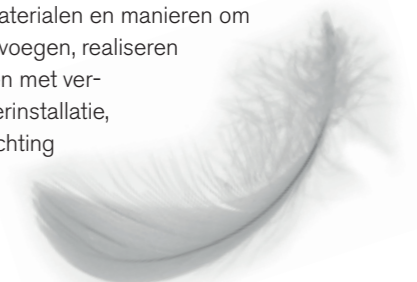 aterialen en manieren om
voegen, realiseren
n met ver-
erinstallatie,
chting